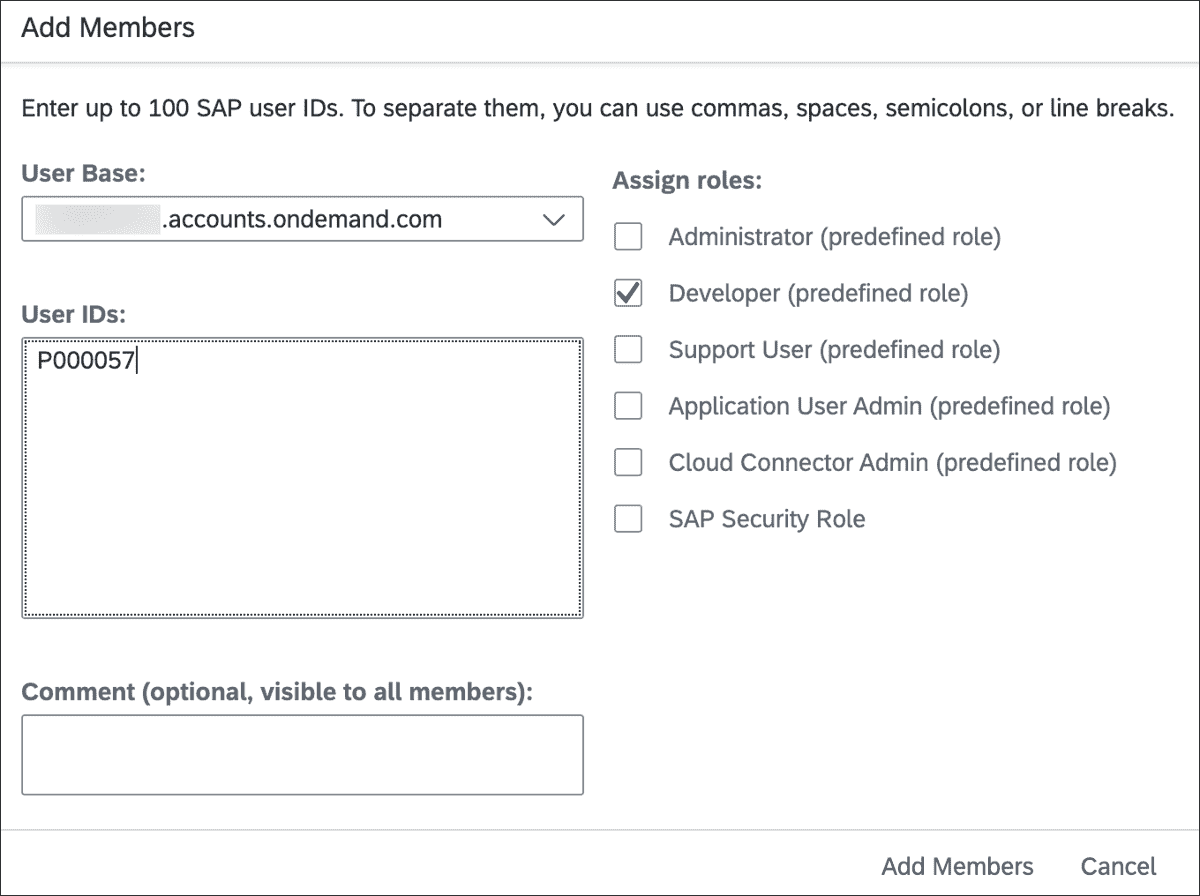 Add Members
Enter up to 100 SAP user IDs. To separate them, you can use commas, spaces, semicolons, or line breaks.
User Base:
.accounts.ondemand.com
User IDs:
P000057
Comment (optional, visible to all members):
Assign roles:
Administrator (predefined role)
Developer (predefined role)
Support User (predefined role)
Application User Admin (predefined role)
Cloud Connector Admin (predefined role)
SAP Security Role
Add Members
Cancel